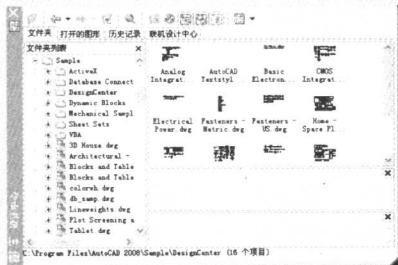 文件夹 打开的图形 历史记录 联机设计中心
文件夹列表
Sample
ActiveX
Database Connect
DesignCenter
Dynamic Blocks
Mechanical Sampl
Sheet Sets
VBA
3D House dwg
Architectural -
Blocks and Table
Blocks and Table
colorwh dwg
db_samp. dwg
Lineweights dwg
Plot Screening a
Tablet dwg
Analog Integrat...
AutoCAD Textstyl...
Basic Electron...
CMOS Integrat...
Electrical Power. dwg
Fasteners - Metric dwg
Fasteners - US. dwg
Home - Space Pl...
C:\Program Files\AutoCAD 2008\Sample\DesignCenter (16 个项目)